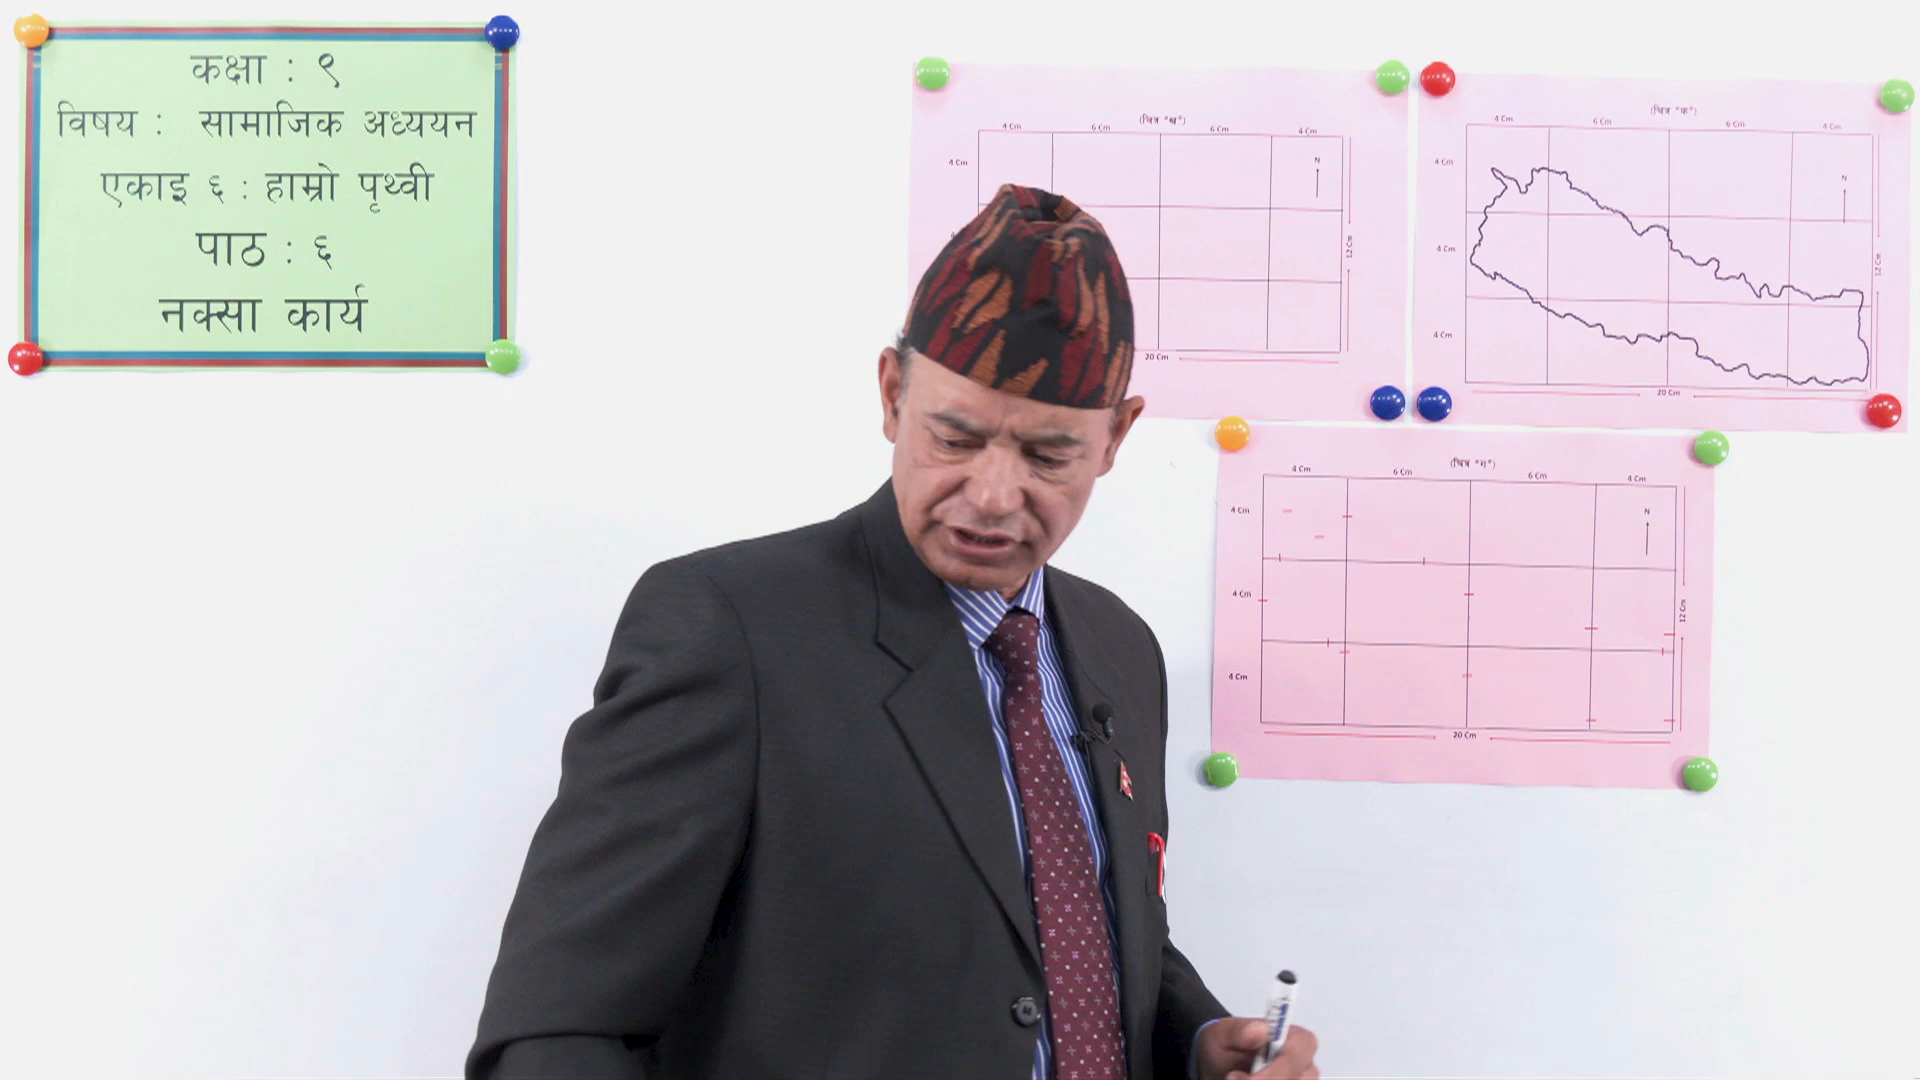 कक्षा : ९
विषय : सामाजिक अध्ययन
एकाइ ६ : हाम्रो पृथ्वी
पाठ : ६
नक्सा कार्य
(चित्र "ख")
4 Cm 6 Cm 6 Cm 4 Cm
4 Cm
N
12 Cm
20 Cm
(चित्र "क")
4 Cm 6 Cm 6 Cm 4 Cm
4 Cm
N
4 Cm
12 Cm
4 Cm
20 Cm
(चित्र "ग")
4 Cm 6 Cm 6 Cm 4 Cm
4 Cm
N
4 Cm
12 Cm
4 Cm
20 Cm